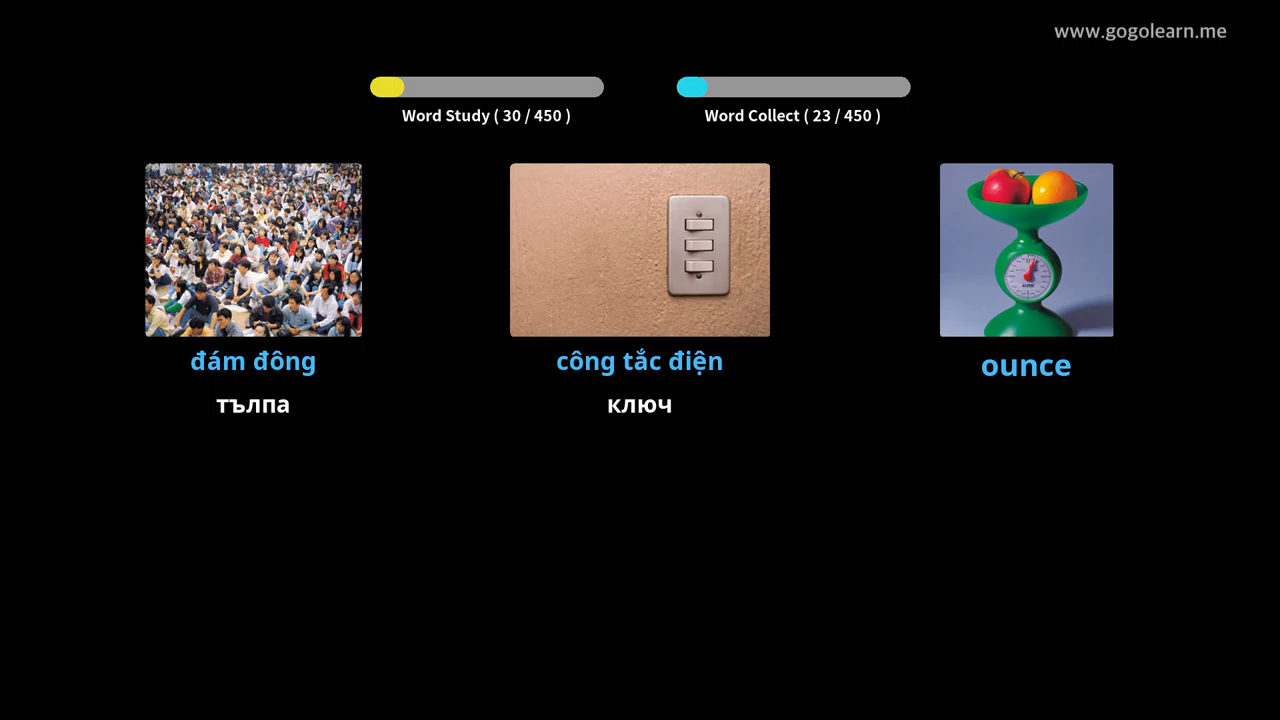 www.gogolearn.me
Word Study ( 30 / 450 )
Word Collect ( 23 / 450 )
đám đông
công tắc điện
ounce
тълпа
ключ